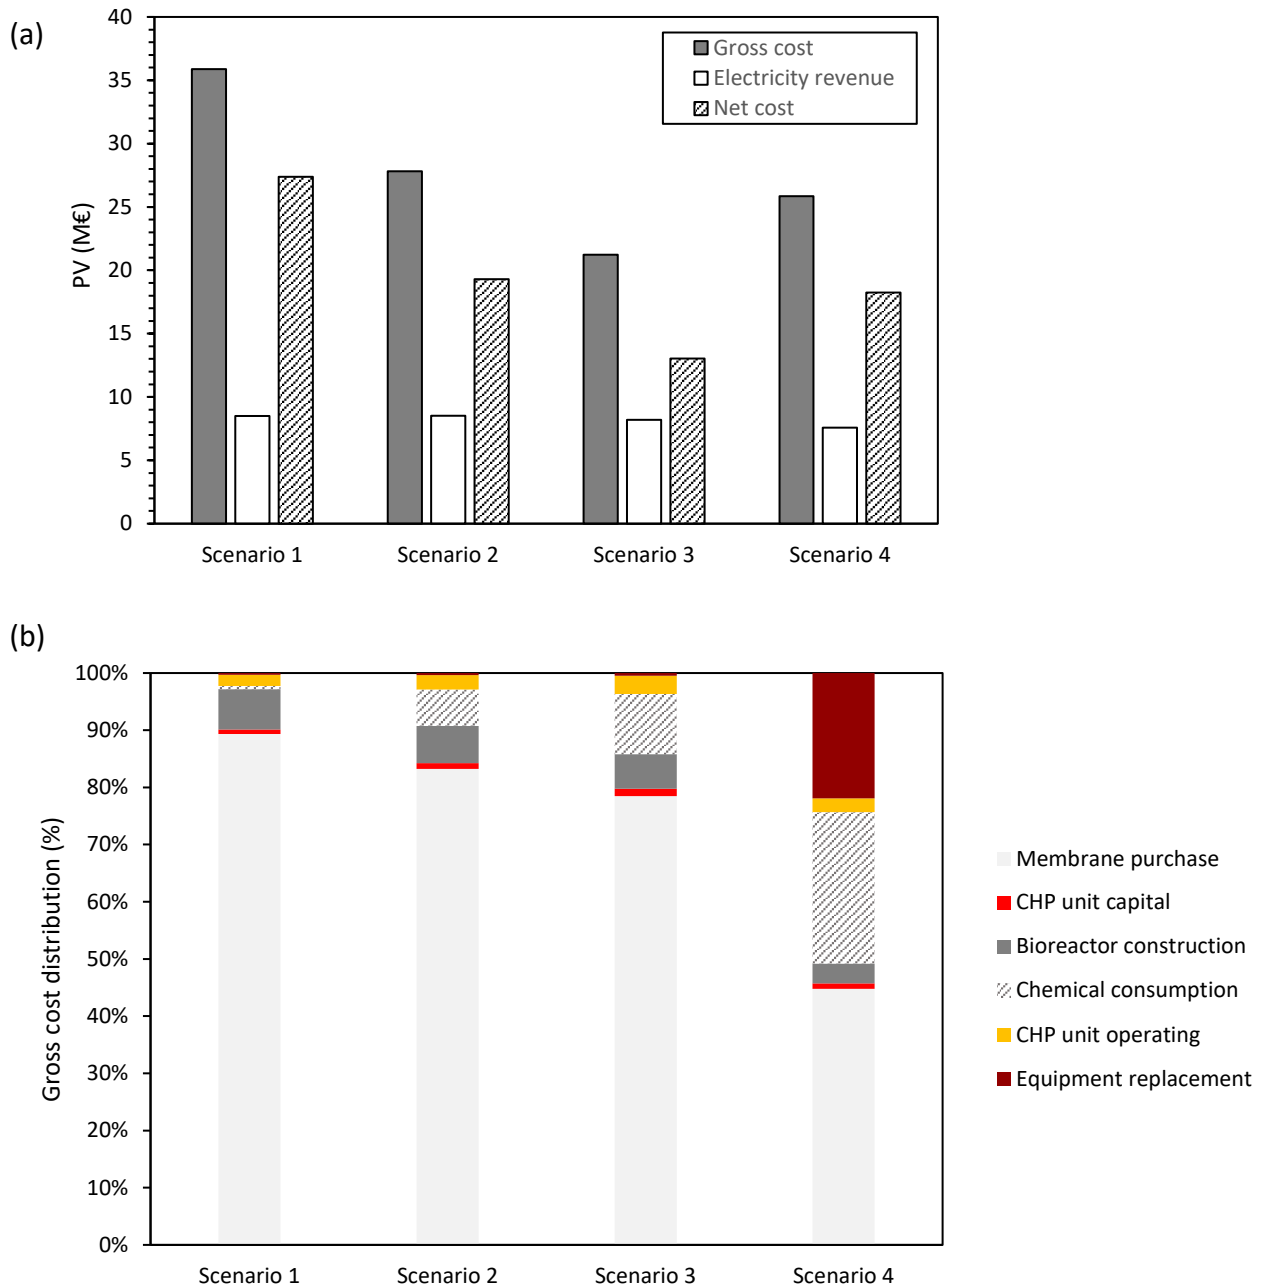 (a)
40
35
30
25
20
15
10
5
0
PV (M€)
Gross cost
Electricity revenue
Net cost
Scenario 1 Scenario 2 Scenario 3 Scenario 4
(b)
100%
90%
80%
70%
60%
50%
40%
30%
20%
10%
0%
Gross cost distribution (%)
Membrane purchase
CHP unit capital
Bioreactor construction
Chemical consumption
CHP unit operating
Equipment replacement
Scenario 1 Scenario 2 Scenario 3 Scenario 4